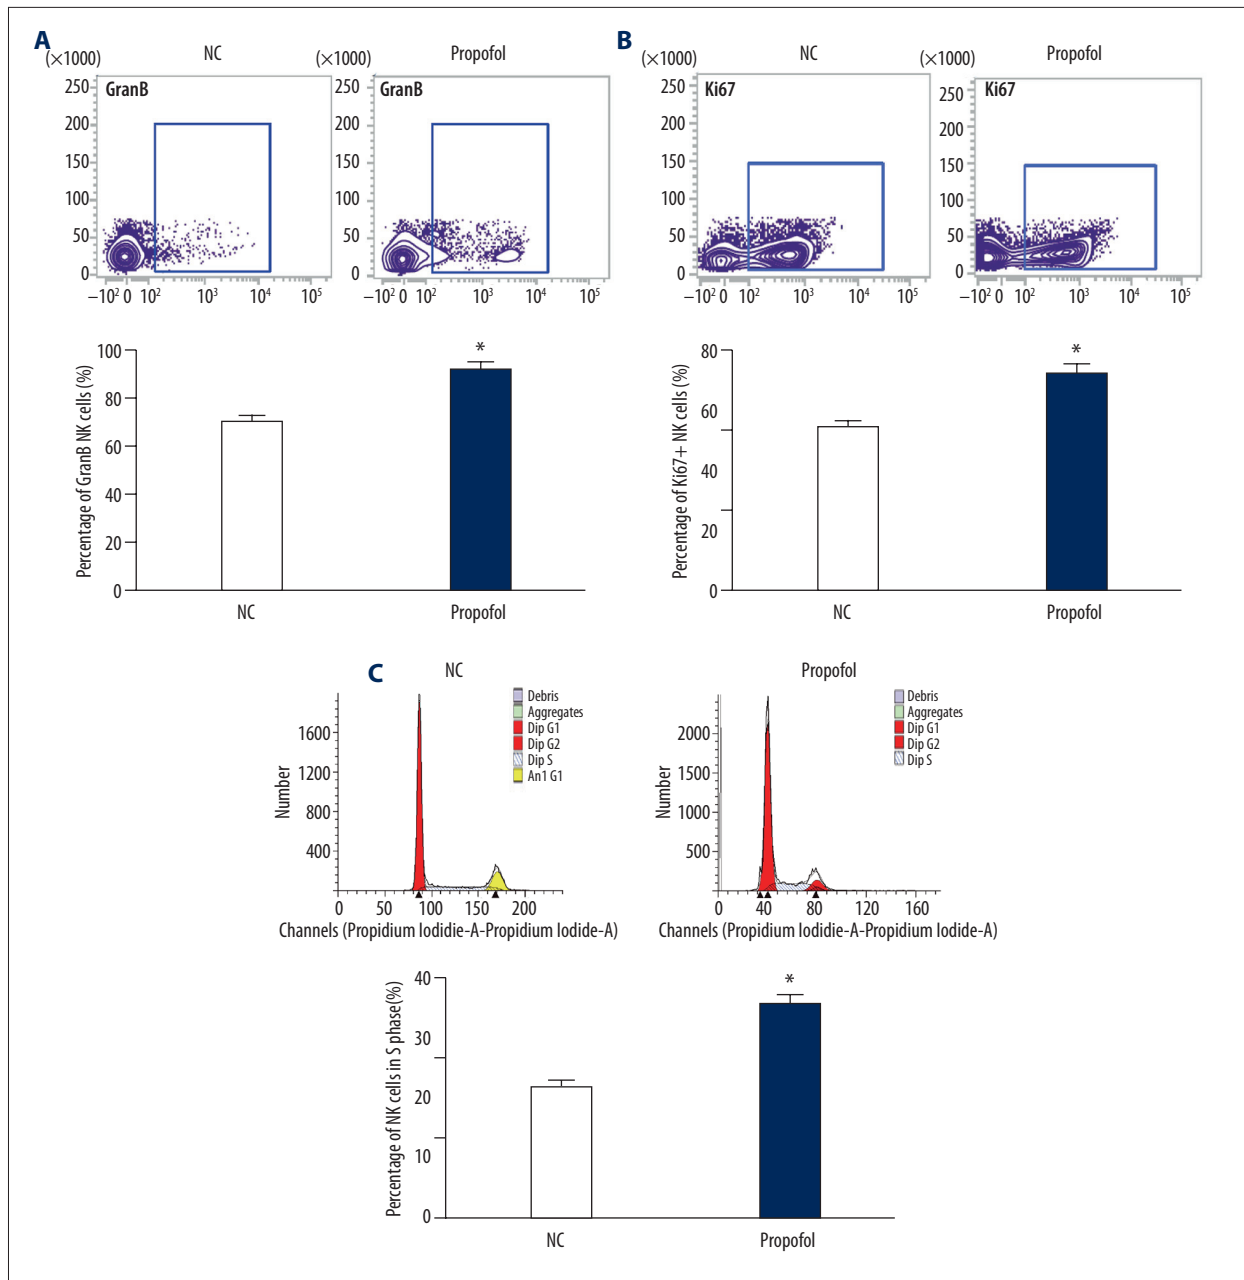 A
(×1000)
NC
(×1000)
Propofol
GranB
GranB
250
200
150
100
50
0
250
200
150
100
50
0
–10² 0 10² 10³ 10⁴ 10⁵
–10² 0 10² 10³ 10⁴ 10⁵
B
(×1000)
NC
(×1000)
Propofol
Ki67
Ki67
250
200
150
100
50
0
250
200
150
100
50
0
–10² 0 10² 10³ 10⁴ 10⁵
–10² 0 10² 10³ 10⁴ 10⁵
Percentage of GranB NK cells (%)
100
80
60
40
20
0
*
NC
Propofol
Percentage of Ki67+ NK cells (%)
80
60
40
20
0
*
NC
Propofol
C
NC
Number
1600
1200
800
400
Debris
Aggregates
Dip G1
Dip G2
Dip S
An1 G1
0 50 100 150 200
Channels (Propidium Iodidie-A-Propidium Iodide-A)
Propofol
Number
2000
1500
1000
500
Debris
Aggregates
Dip G1
Dip G2
Dip S
0 40 80 120 160
Channels (Propidium Iodidie-A-Propidium Iodide-A)
Percentage of NK cells in S phase(%)
40
30
20
10
0
*
NC
Propofol